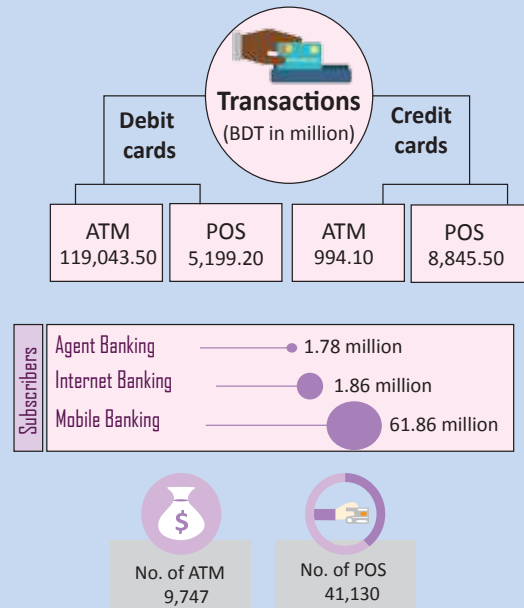 Transactions
(BDT in million)
Debit
cards
Credit
cards
ATM
119,043.50
POS
5,199.20
ATM
994.10
POS
8,845.50
Subscribers
Agent Banking 1.78 million
Internet Banking 1.86 million
Mobile Banking 61.86 million
$
No. of ATM
9,747
No. of POS
41,130